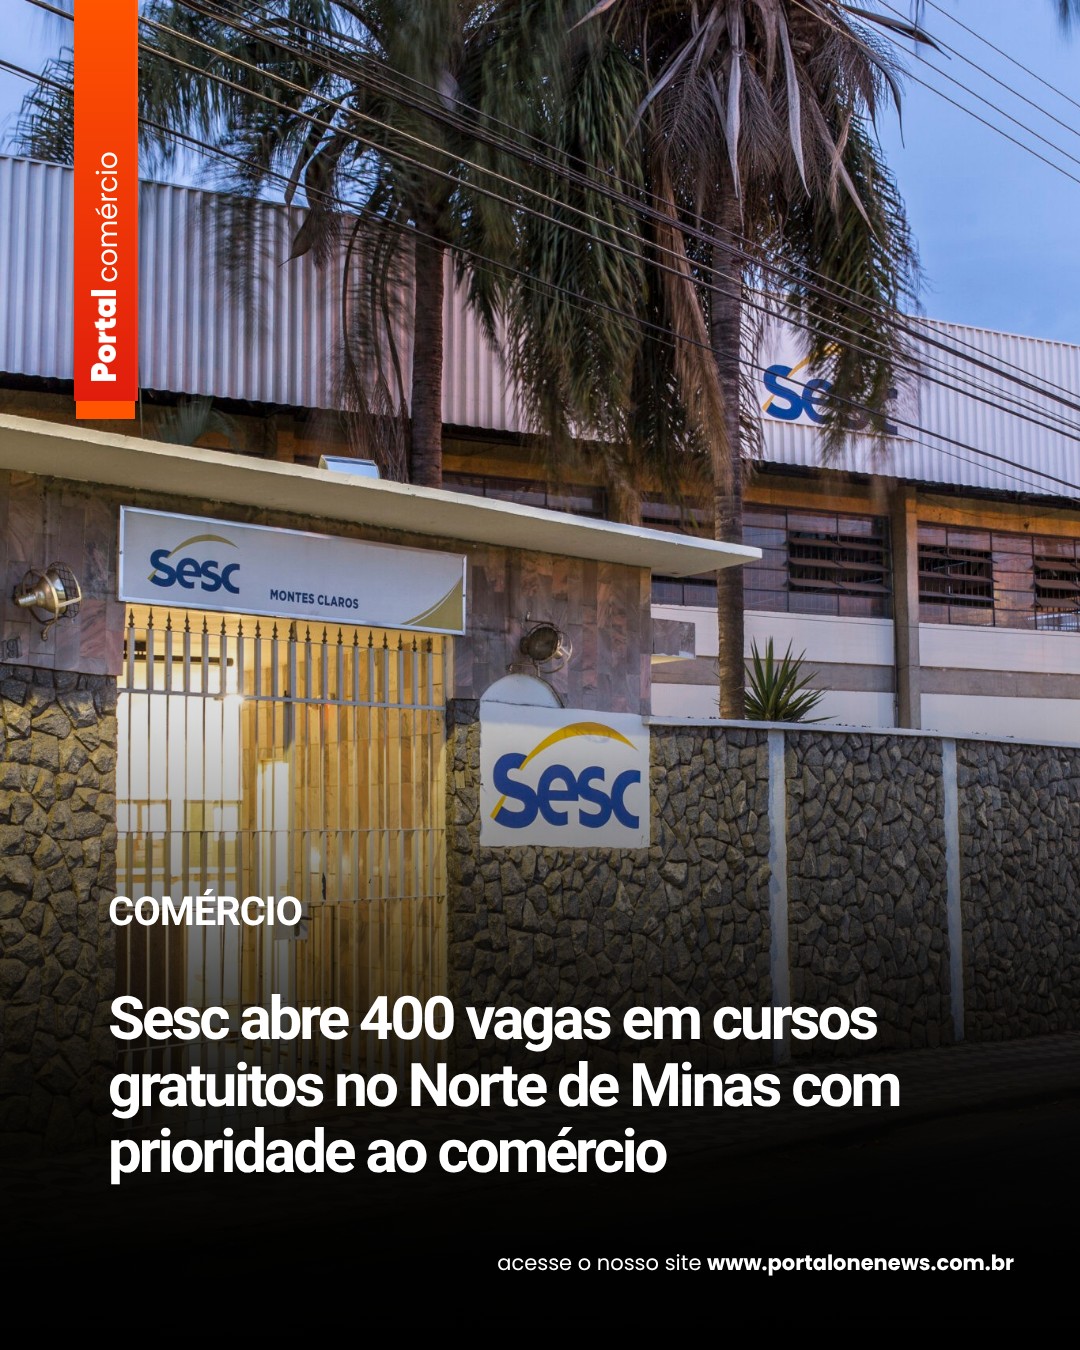 Portal comércio
Sesc
Sesc
MONTES CLAROS
Sesc
COMÉRCIO
Sesc abre 400 vagas em cursos
gratuitos no Norte de Minas com
prioridade ao comércio
acesse o nosso site www.portalonenews.com.br